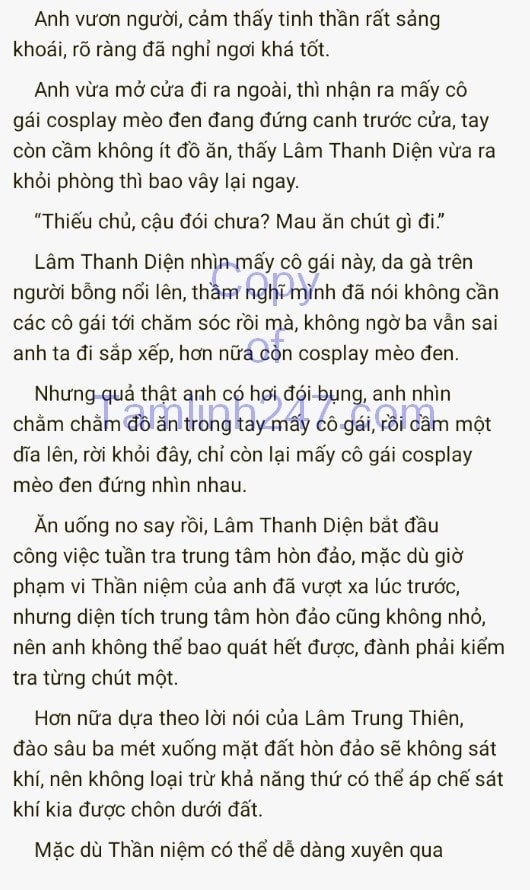 Anh vươn người, cảm thấy tinh thần rất sảng
khoái, rõ ràng đã nghỉ ngơi khá tốt.
Anh vừa mở cửa đi ra ngoài, thì nhận ra mấy cô
gái cosplay mèo đen đang đứng canh trước cửa, tay
còn cầm không ít đồ ăn, thấy Lâm Thanh Diện vừa ra
khỏi phòng thì bao vây lại ngay.
“Thiếu chủ, cậu đói chưa? Mau ăn chút gì đi.”
Lâm Thanh Diện nhìn mấy cô gái này, da gà trên
người bỗng nổi lên, thầm nghĩ mình đã nói không cần
các cô gái tới chăm sóc rồi mà, không ngờ ba vẫn sai
anh ta đi sắp xếp, hơn nữa còn cosplay mèo đen.
Nhưng quả thật anh có hơi đói bụng, anh nhìn
chằm chằm đồ ăn trong tay mấy cô gái, rồi cầm một
dĩa lên, rời khỏi đây, chỉ còn lại mấy cô gái cosplay
mèo đen đứng nhìn nhau.
Ăn uống no say rồi, Lâm Thanh Diện bắt đầu
công việc tuần tra trung tâm hòn đảo, mặc dù giờ
phạm vi Thần niệm của anh đã vượt xa lúc trước,
nhưng diện tích trung tâm hòn đảo cũng không nhỏ,
nên anh không thể bao quát hết được, đành phải kiểm
tra từng chút một.
Hơn nữa dựa theo lời nói của Lâm Trung Thiên,
đào sâu ba mét xuống mặt đất hòn đảo sẽ không sát
khí, nên không loại trừ khả năng thứ có thể áp chế sát
khí kia được chôn dưới đất.
Mặc dù Thần niệm có thể dễ dàng xuyên qua
Copy
of
Tamlinh247.com